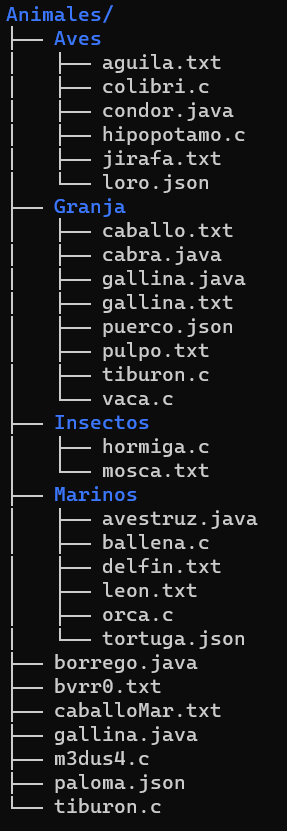 Animales/
├── Aves
│   ├── aguila.txt
│   ├── colibri.c
│   ├── condor.java
│   ├── hipopotamo.c
│   ├── jirafa.txt
│   └── loro.json
├── Granja
│   ├── caballo.txt
│   ├── cabra.java
│   ├── gallina.java
│   ├── gallina.txt
│   ├── puerco.json
│   ├── pulpo.txt
│   ├── tiburon.c
│   └── vaca.c
├── Insectos
│   ├── hormiga.c
│   └── mosca.txt
├── Marinos
│   ├── avestruz.java
│   ├── ballena.c
│   ├── delfin.txt
│   ├── leon.txt
│   ├── orca.c
│   └── tortuga.json
├── borrego.java
├── bvrr0.txt
├── caballoMar.txt
├── gallina.java
├── m3dus4.c
├── paloma.json
└── tiburon.c